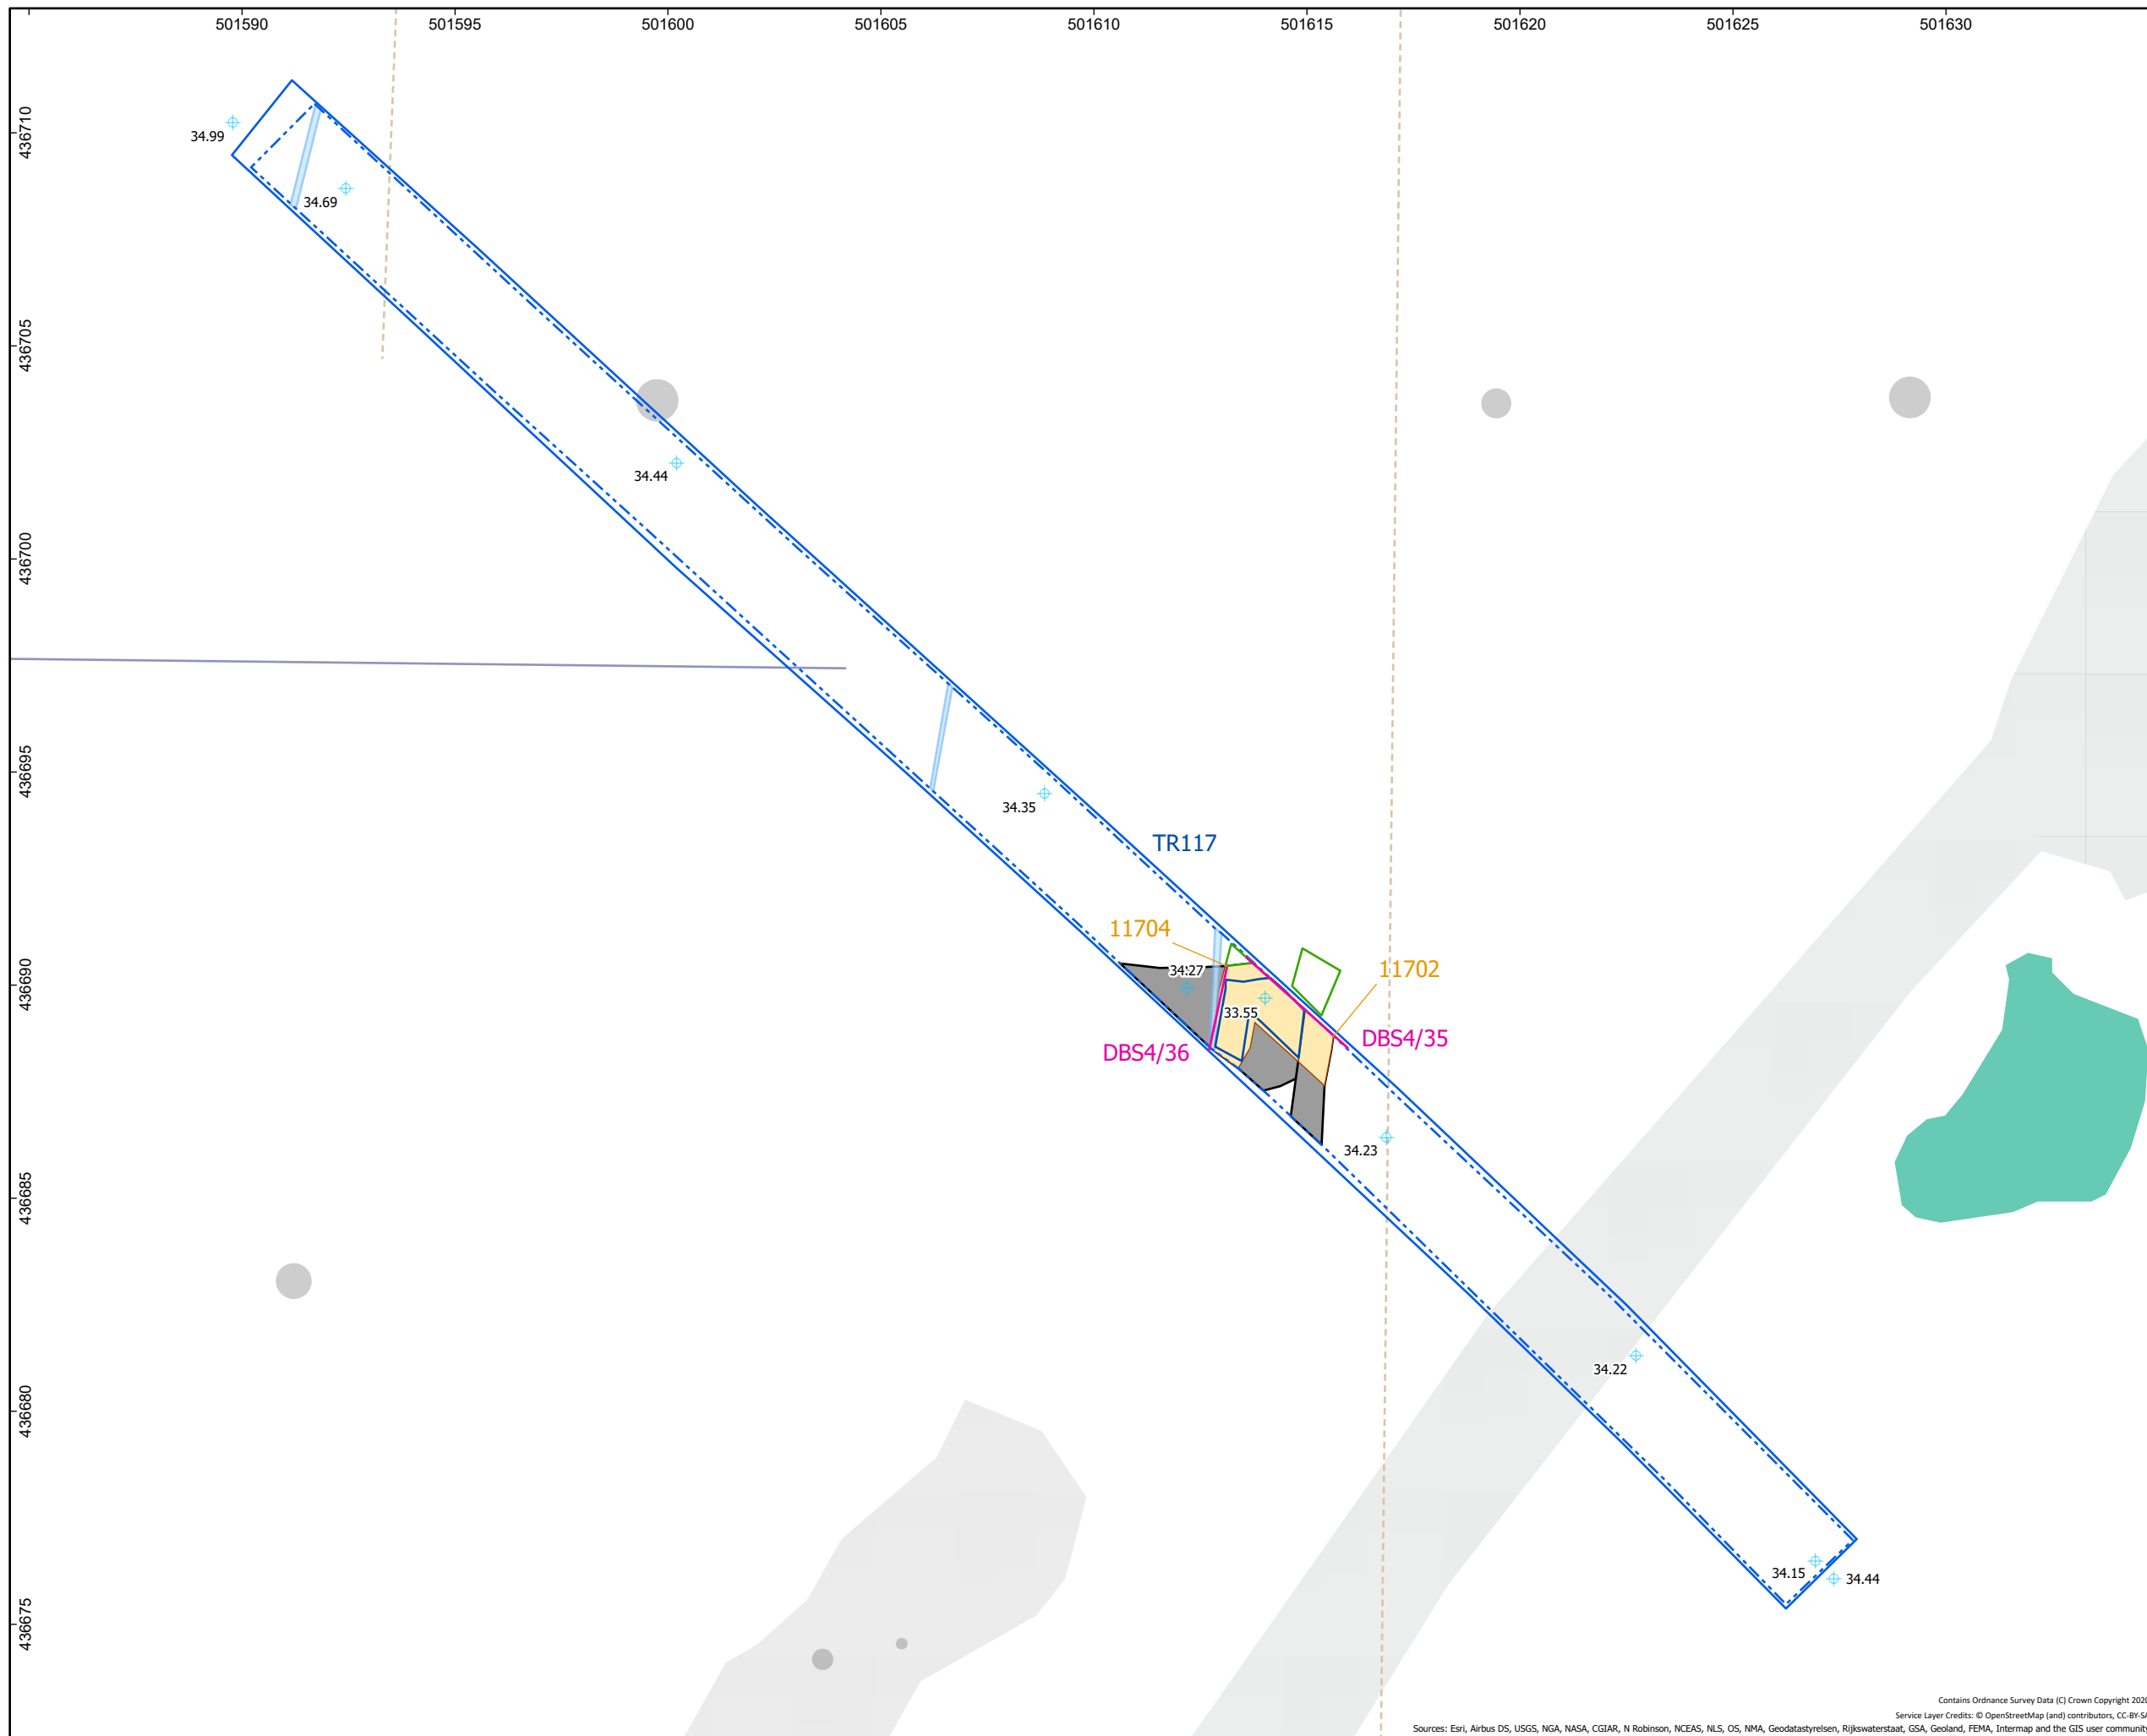 501590 501595 501600 501605 501610 501615 501620 501625 501630
436710
34.99
34.69
436705
34.44
436700
436695
34.35
TR117
11704
11702
436690
34.27
33.55
DBS4/35
DBS4/36
34.23
436685
34.22
436680
34.15
34.44
436675
Contains Ordnance Survey Data (C) Crown Copyright 2020
Service Layer Credits: © OpenStreetMap (and) contributors, CC-BY-S
Sources: Esri, Airbus DS, USGS, NGA, NASA, CGIAR, N Robinson, NCEAS, NLS, OS, NMA, Geodatastyrelsen, Rijkswaterstaat, GSA, Geoland, FEMA, Intermap and the GIS user community